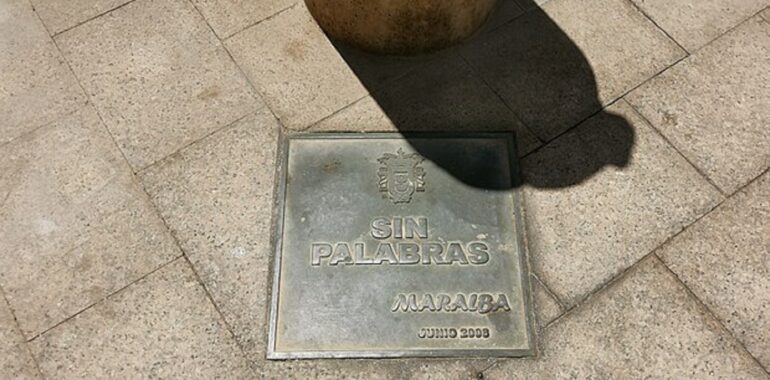 SIN
PALABRAS
MARAIBA
JUNIO 2008